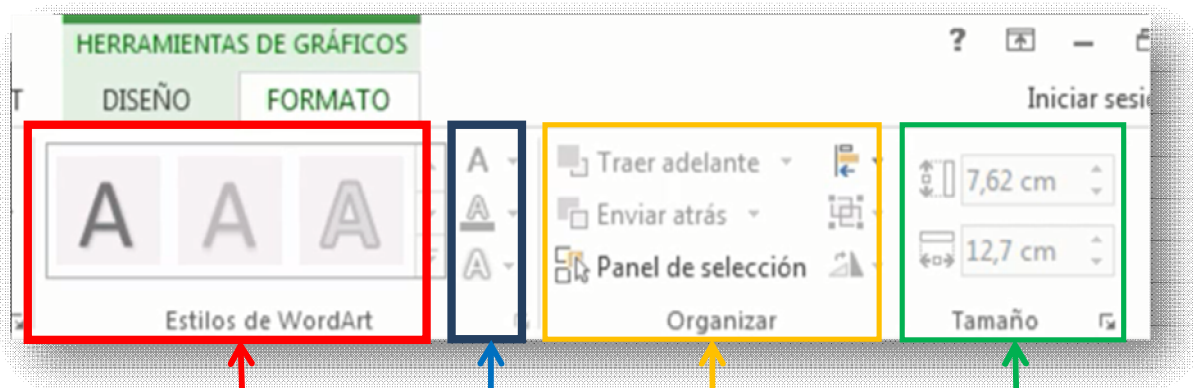 HERRAMIENTAS DE GRÁFICOS
?
T DISEÑO FORMATO
Iniciar sesi
A A A
A
A
A
Traer adelante
Enviar atrás
Panel de selección
7,62 cm
12,7 cm
Estilos de WordArt
Organizar
Tamaño